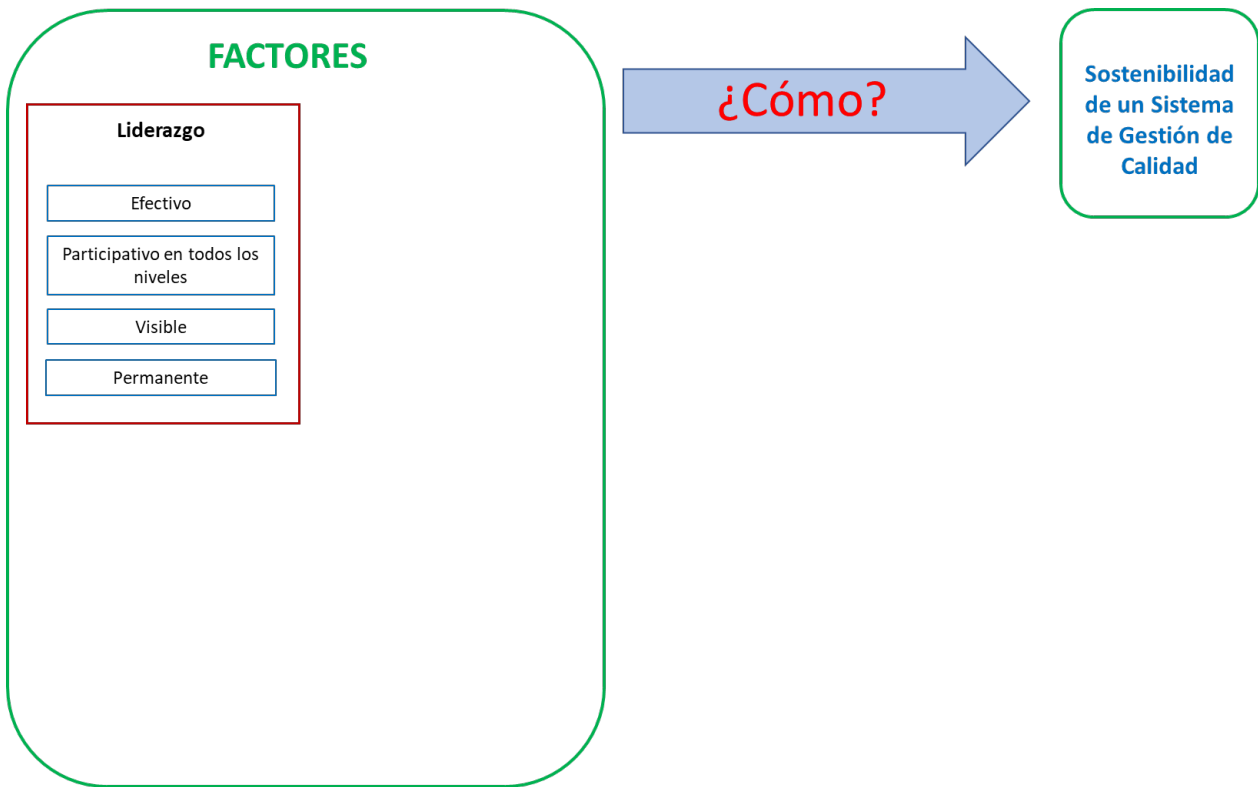 FACTORES
Liderazgo
Efectivo
Participativo en todos los
niveles
Visible
Permanente
¿Cómo?
Sostenibilidad
de un Sistema
de Gestión de
Calidad